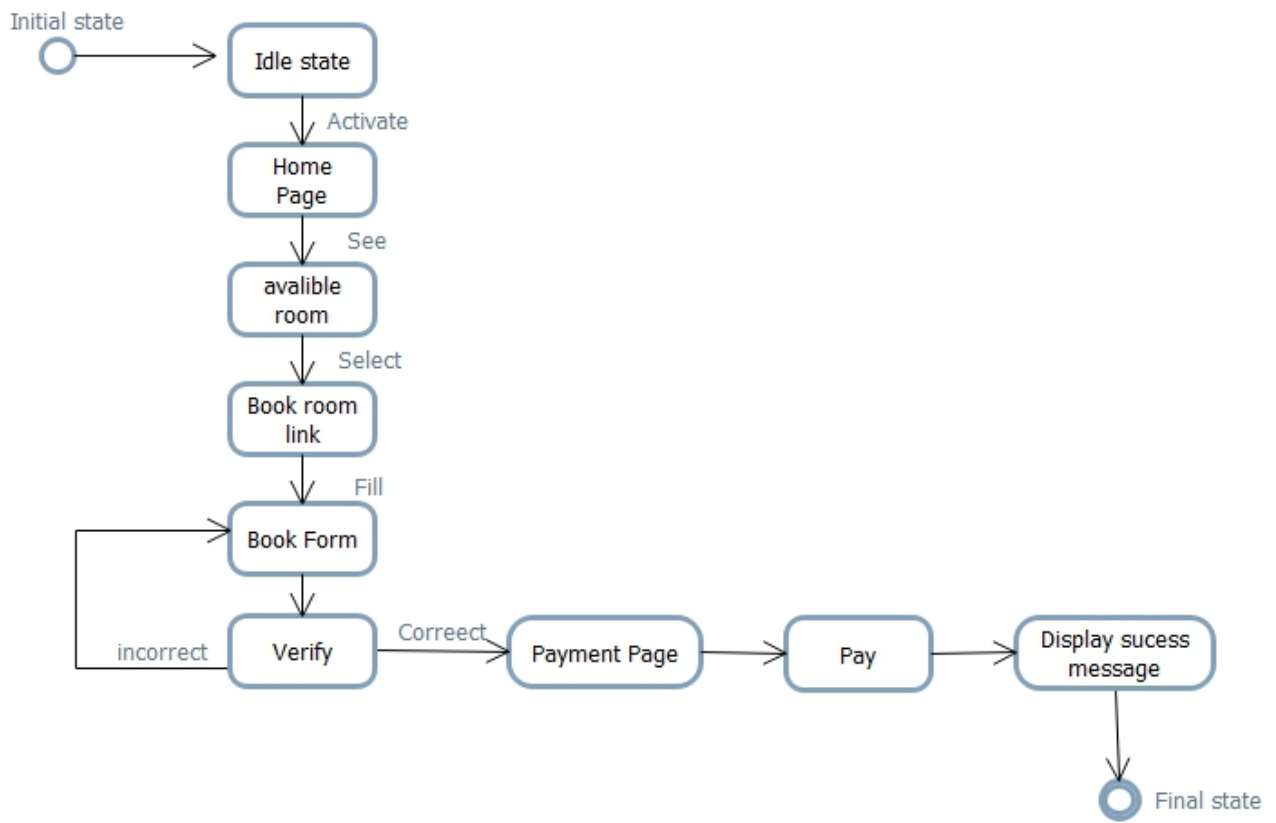 Initial state
Idle state
Activate
Home
Page
See
avalible
room
Select
Book room
link
Fill
Book Form
incorrect
Verify
Correect
Payment Page
Pay
Display sucess
message
Final state